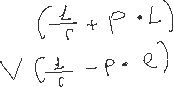 (1/r + P · L)
V (1/r - P · e)